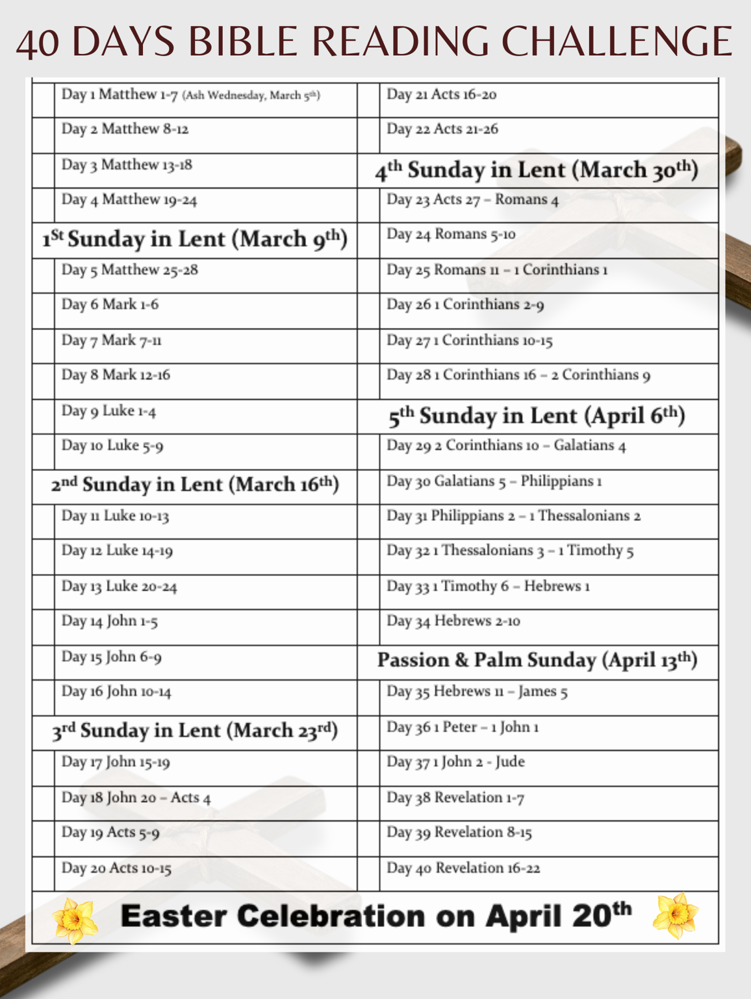 40 DAYS BIBLE READING CHALLENGE
Day 1 Matthew 1-7 (Ash Wednesday, March 5th)
Day 2 Matthew 8-12
Day 3 Matthew 13-18
Day 4 Matthew 19-24
1St Sunday in Lent (March 9th)
Day 5 Matthew 25-28
Day 6 Mark 1-6
Day 7 Mark 7-11
Day 8 Mark 12-16
Day 9 Luke 1-4
Day 10 Luke 5-9
2nd Sunday in Lent (March 16th)
Day 11 Luke 10-13
Day 12 Luke 14-19
Day 13 Luke 20-24
Day 14 John 1-5
Day 15 John 6-9
Day 16 John 10-14
3rd Sunday in Lent (March 23rd)
Day 17 John 15-19
Day 18 John 20 – Acts 4
Day 19 Acts 5-9
Day 20 Acts 10-15
Day 21 Acts 16-20
Day 22 Acts 21-26
4th Sunday in Lent (March 30th)
Day 23 Acts 27 – Romans 4
Day 24 Romans 5-10
Day 25 Romans 11 – 1 Corinthians 1
Day 26 1 Corinthians 2-9
Day 27 1 Corinthians 10-15
Day 28 1 Corinthians 16 – 2 Corinthians 9
5th Sunday in Lent (April 6th)
Day 29 2 Corinthians 10 – Galatians 4
Day 30 Galatians 5 – Philippians 1
Day 31 Philippians 2 – 1 Thessalonians 2
Day 32 1 Thessalonians 3 – 1 Timothy 5
Day 33 1 Timothy 6 – Hebrews 1
Day 34 Hebrews 2-10
Passion & Palm Sunday (April 13th)
Day 35 Hebrews 11 – James 5
Day 36 1 Peter – 1 John 1
Day 37 1 John 2 - Jude
Day 38 Revelation 1-7
Day 39 Revelation 8-15
Day 40 Revelation 16-22
Easter Celebration on April 20th